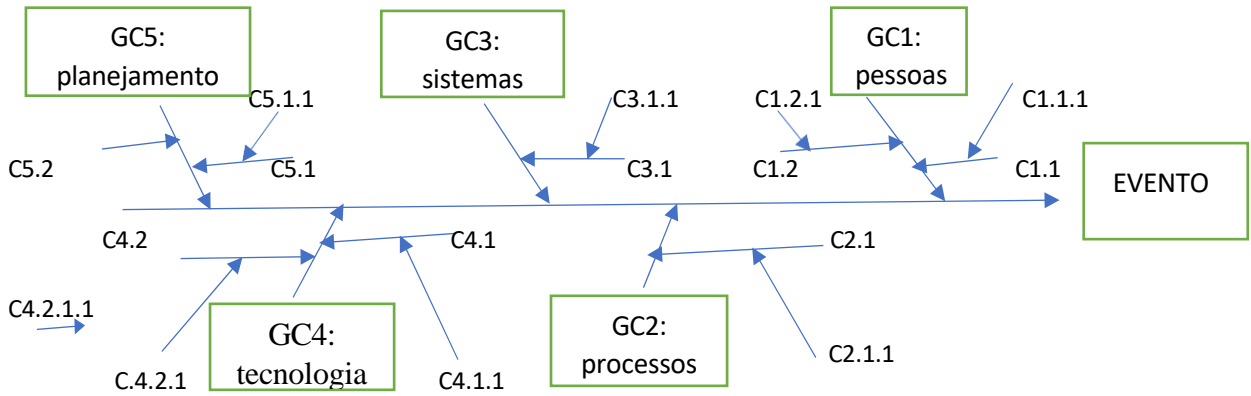 GC5:
planejamento
GC3:
sistemas
GC1:
pessoas
C5.1.1
C3.1.1
C1.2.1
C1.1.1
C5.2
C5.1
C3.1
C1.2
C1.1
EVENTO
C4.2
C4.1
C2.1
C4.2.1.1
GC4:
tecnologia
GC2:
processos
C.4.2.1
C4.1.1
C2.1.1